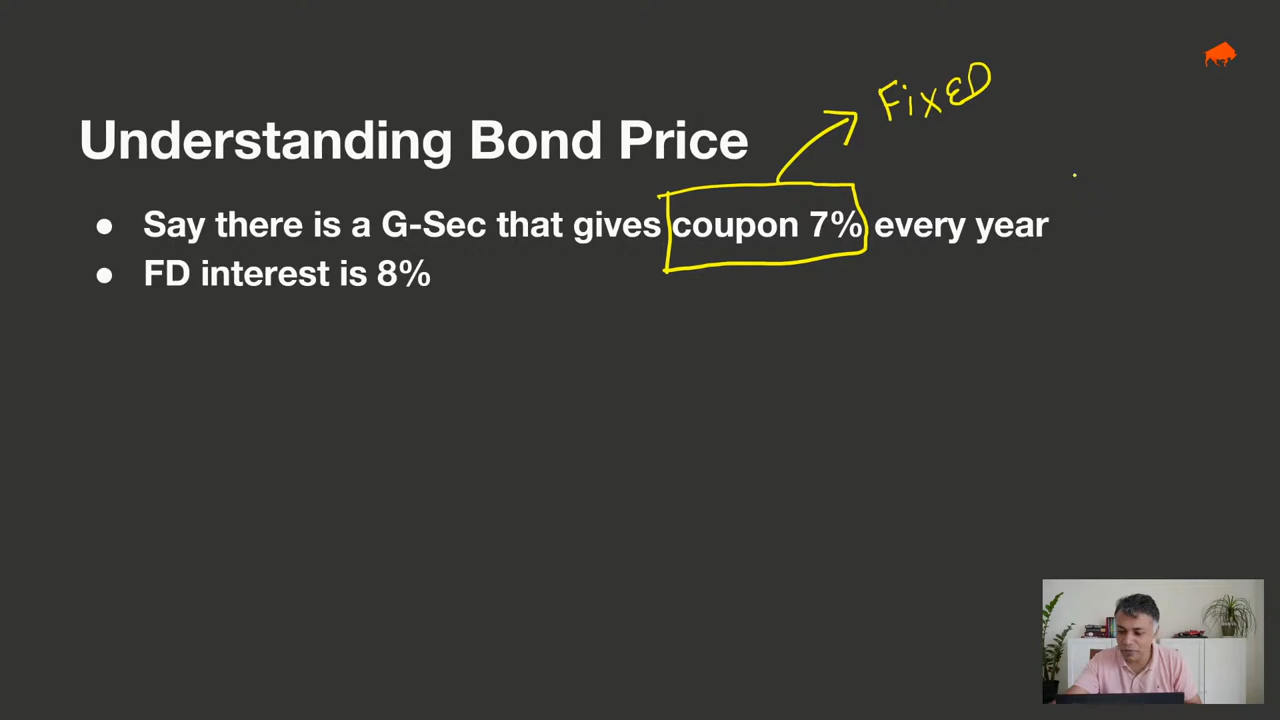 FixED
Understanding Bond Price
● Say there is a G-Sec that gives coupon 7% every year
● FD interest is 8%